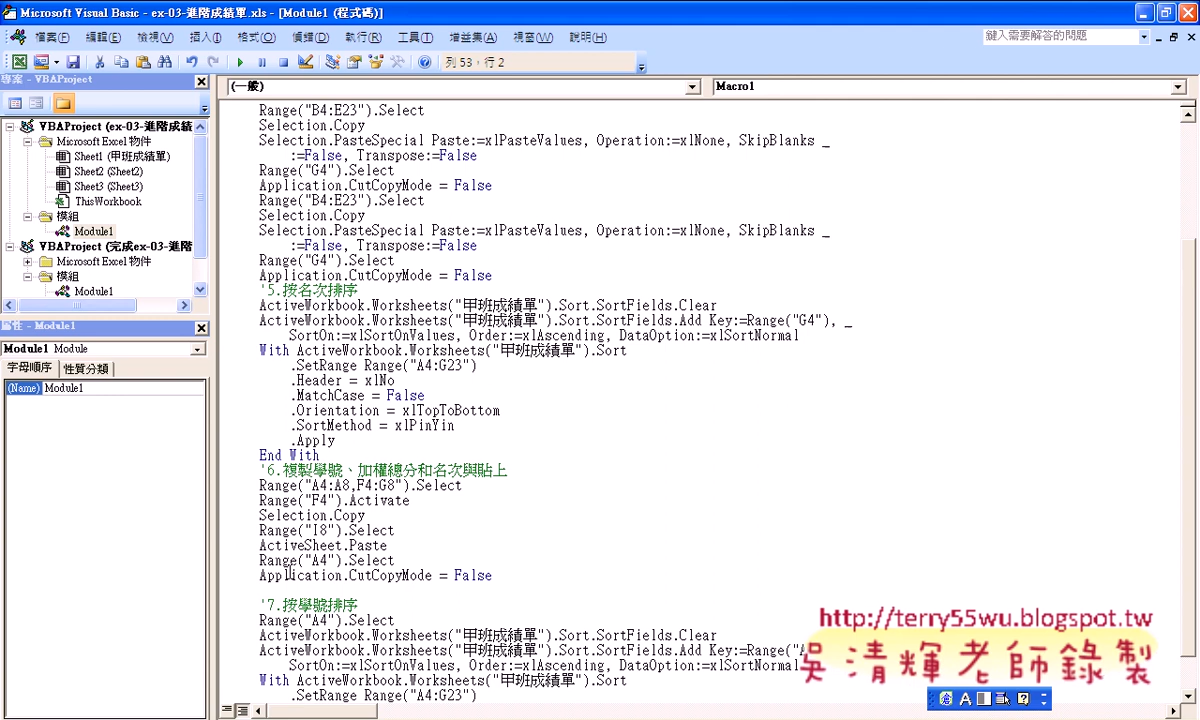 Microsoft Visual Basic - ex-03-進階成績單.xls - [Module1 (程式碼)]
檔案(F) 編輯(E) 檢視(V) 插入(I) 格式(O) 偵錯(D) 執行(R) 工具(T) 增益集(A) 視窗(W) 說明(H)
鍵入需要解答的問題
列 53，行 2
專案 - VBAProject
(一般)
Macro1
VBAProject (ex-03-進階成績
Microsoft Excel 物件
Sheet1 (甲班成績單)
Sheet2 (Sheet2)
Sheet3 (Sheet3)
ThisWorkbook
模組
Module1
VBAProject (完成ex-03-進階
Microsoft Excel 物件
模組
Module1
屬性 - Module1
Module1 Module
字母順序 性質分類
(Name) Module1
Range("B4:E23").Select
Selection.Copy
Selection.PasteSpecial Paste:=xlPasteValues, Operation:=xlNone, SkipBlanks _
:=False, Transpose:=False
Range("G4").Select
Application.CutCopyMode = False
Range("B4:E23").Select
Selection.Copy
Selection.PasteSpecial Paste:=xlPasteValues, Operation:=xlNone, SkipBlanks _
:=False, Transpose:=False
Range("G4").Select
Application.CutCopyMode = False
'5.按名次排序
ActiveWorkbook.Worksheets("甲班成績單").Sort.SortFields.Clear
ActiveWorkbook.Worksheets("甲班成績單").Sort.SortFields.Add Key:=Range("G4"), _
SortOn:=xlSortOnValues, Order:=xlAscending, DataOption:=xlSortNormal
With ActiveWorkbook.Worksheets("甲班成績單").Sort
.SetRange Range("A4:G23")
.Header = xlNo
.MatchCase = False
.Orientation = xlTopToBottom
.SortMethod = xlPinYin
.Apply
End With
'6.複製學號、加權總分和名次與貼上
Range("A4:A8,F4:G8").Select
Range("F4").Activate
Selection.Copy
Range("I8").Select
ActiveSheet.Paste
Range("A4").Select
Application.CutCopyMode = False
'7.按學號排序
Range("A4").Select
ActiveWorkbook.Worksheets("甲班成績單").Sort.SortFields.Clear
ActiveWorkbook.Worksheets("甲班成績單").Sort.SortFields.Add Key:=Range("A
SortOn:=xlSortOnValues, Order:=xlAscending, DataOption:=xlSortNormal
With ActiveWorkbook.Worksheets("甲班成績單").Sort
.SetRange Range("A4:G23")
http://terry55wu.blogspot.tw
吳清輝老師錄製